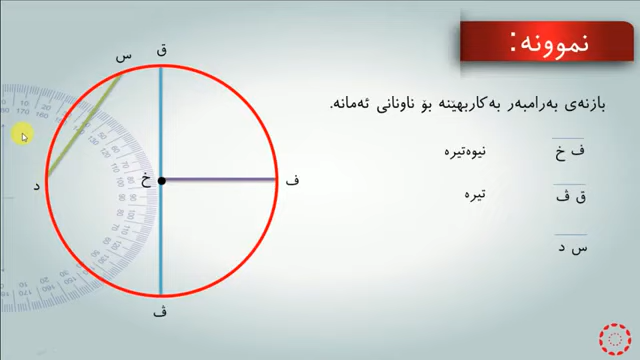 نموونە:
بازنەی بەرامبەر بەکاربهێنە بۆ ناونانی ئەمانە.
ف خ نیوەتیرە
ق ڤ تیرە
س د
ق
س
خ
ف
د
ڤ